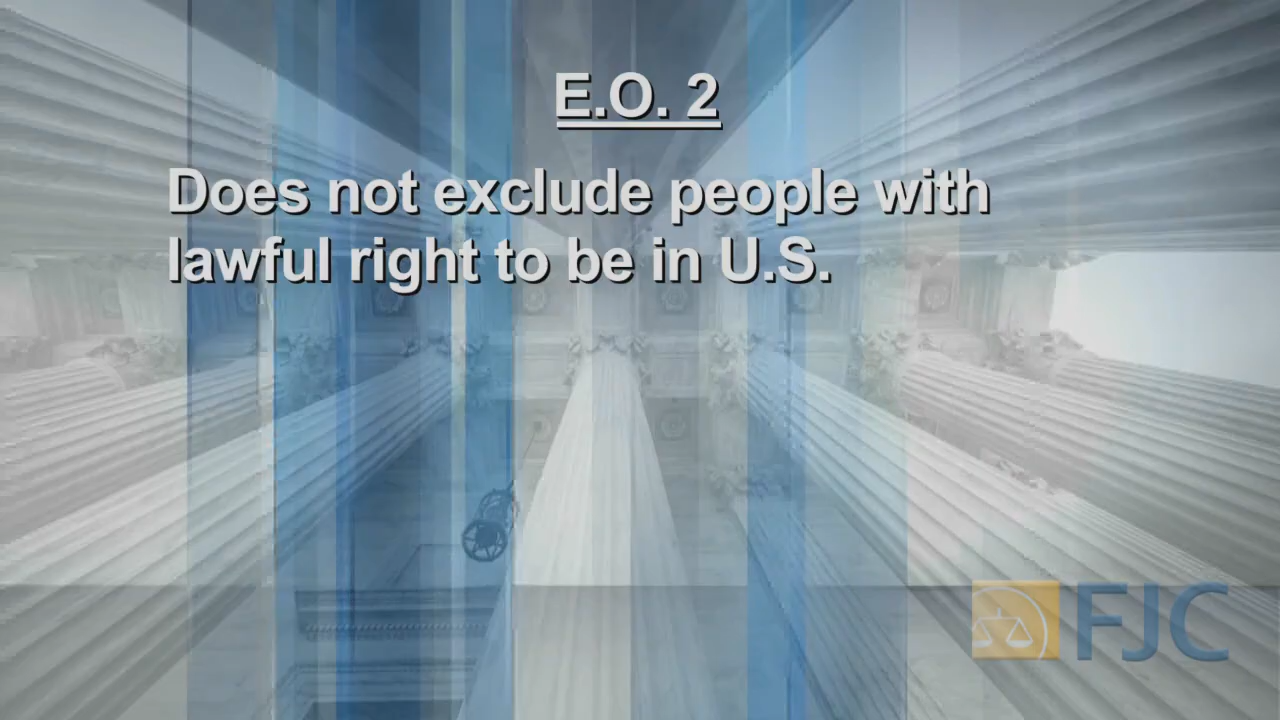 E.O. 2
Does not exclude people with
lawful right to be in U.S.
FJC